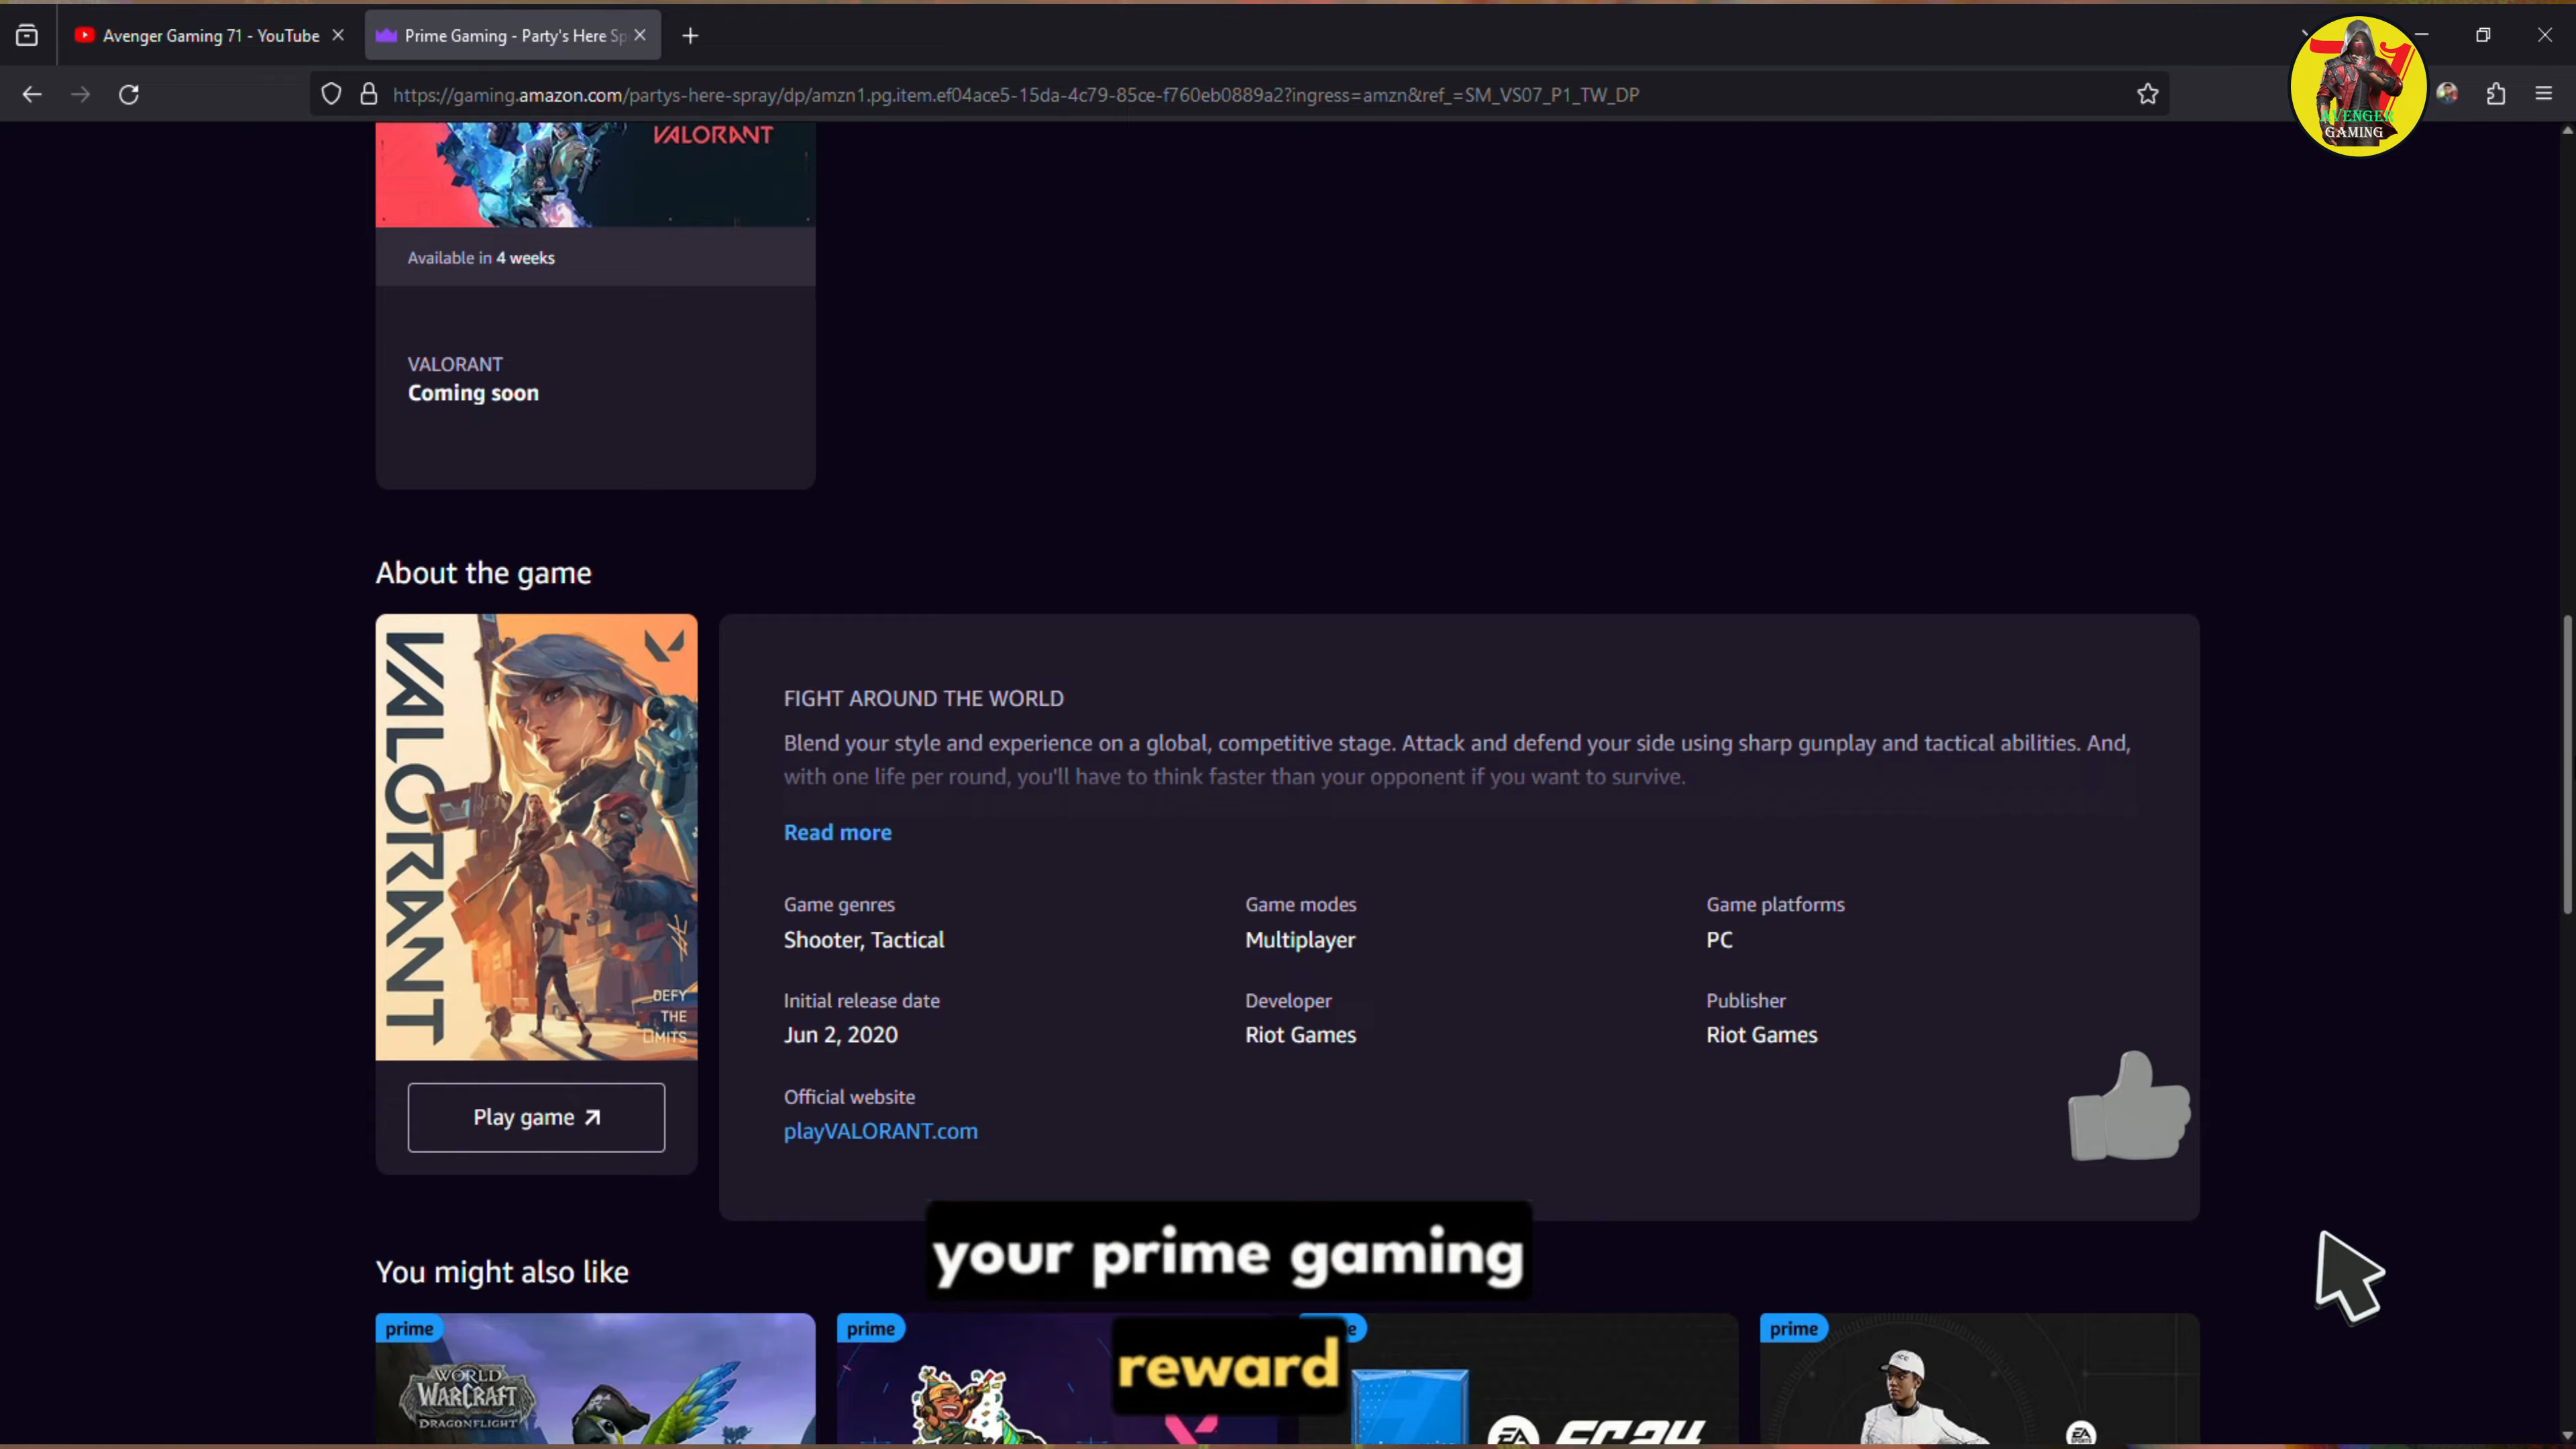 Avenger Gaming 71 - YouTube
Prime Gaming - Party's Here Sp
https://gaming.amazon.com/partys-here-spray/dp/amzn1.pg.item.ef04ace5-15da-4c79-85ce-f760eb0889a2?ingress=amzn&ref_=SM_VS07_P1_TW_DP
71
AVENGER
GAMING
VALORANT
Available in 4 weeks
VALORANT
Coming soon
About the game
VALORANT
DEFY
THE
LIMITS
Play game
FIGHT AROUND THE WORLD
Blend your style and experience on a global, competitive stage. Attack and defend your side using sharp gunplay and tactical abilities. And,
with one life per round, you'll have to think faster than your opponent if you want to survive.
Read more
Game genres
Shooter, Tactical
Game modes
Multiplayer
Game platforms
PC
Initial release date
Jun 2, 2020
Developer
Riot Games
Publisher
Riot Games
Official website
playVALORANT.com
your prime gaming
reward
You might also like
prime
WORLD
WARCRAFT
DRAGONFLIGHT
prime
e
EA
FC24
prime
EA